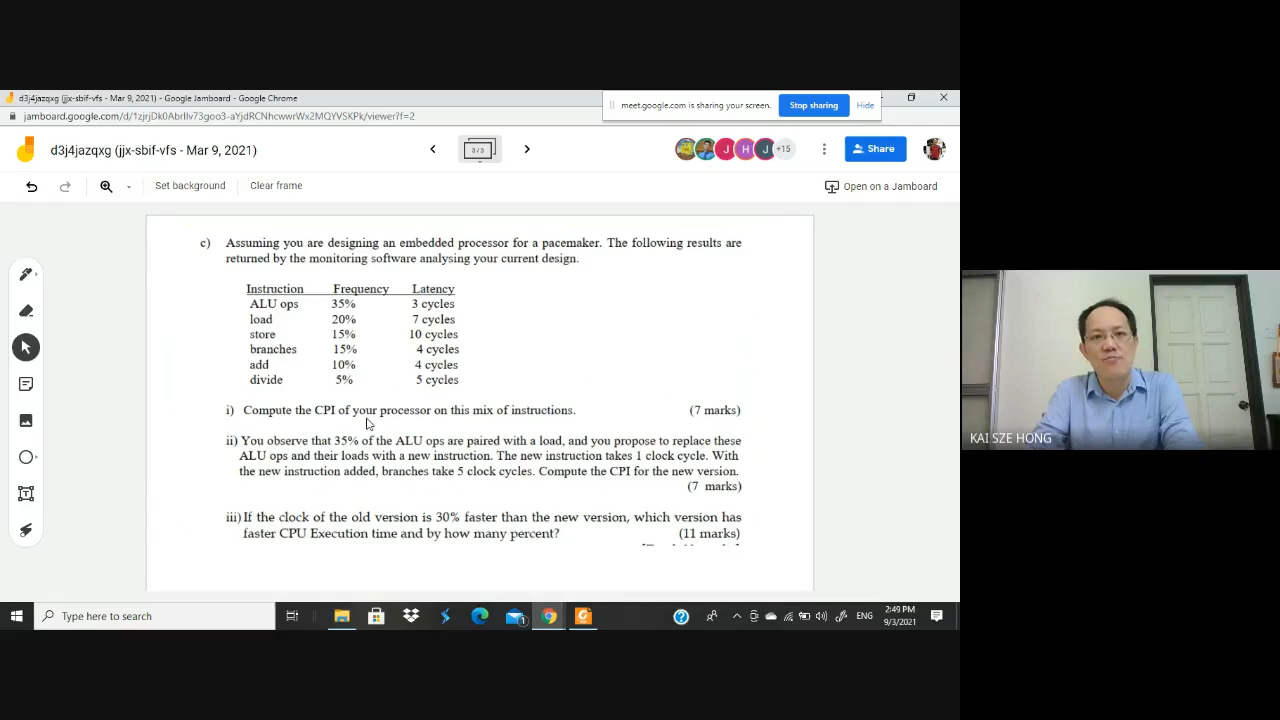 d3j4jazqxg (jjx-sbif-vfs - Mar 9, 2021) - Google Jamboard - Google Chrome
meet.google.com is sharing your screen.
Stop sharing
Hide
d3j4jazqxg (jjx-sbif-vfs - Mar 9, 2021)
3/3
J
H
J
+15
Share
Set background
Clear frame
Open on a Jamboard
c) Assuming you are designing an embedded processor for a pacemaker. The following results are
returned by the monitoring software analysing your current design.
Instruction Frequency Latency
ALU ops 35% 3 cycles
load 20% 7 cycles
store 15% 10 cycles
branches 15% 4 cycles
add 10% 4 cycles
divide 5% 5 cycles
i) Compute the CPI of your processor on this mix of instructions. (7 marks)
ii) You observe that 35% of the ALU ops are paired with a load, and you propose to replace these
ALU ops and their loads with a new instruction. The new instruction takes 1 clock cycle. With
the new instruction added, branches take 5 clock cycles. Compute the CPI for the new version.
(7 marks)
iii) If the clock of the old version is 30% faster than the new version, which version has
faster CPU Execution time and by how many percent? (11 marks)
KAI SZE HONG
Type here to search
1
ENG
2:49 PM
9/3/2021